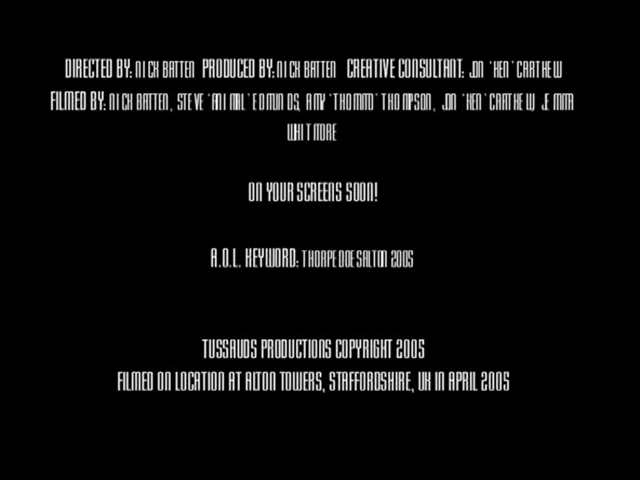 DIRECTED BY: NICK BATTEN PRODUCED BY: NICK BATTEN CREATIVE CONSULTANT: JON 'KEN' CARTHEW
FILMED BY: NICK BATTEN, STEVE 'ANIMAL' EDMUNDS, AMY 'THOMMO' THOMPSON, JON 'KEN' CARTHEW, JEMMA
WHITMORE
ON YOUR SCREENS SOON!
A.O.L. KEYWORD: THORPEDOESALTON 2005
TUSSAUDS PRODUCTIONS COPYRIGHT 2005
FILMED ON LOCATION AT ALTON TOWERS, STAFFORDSHIRE, UK IN APRIL 2005